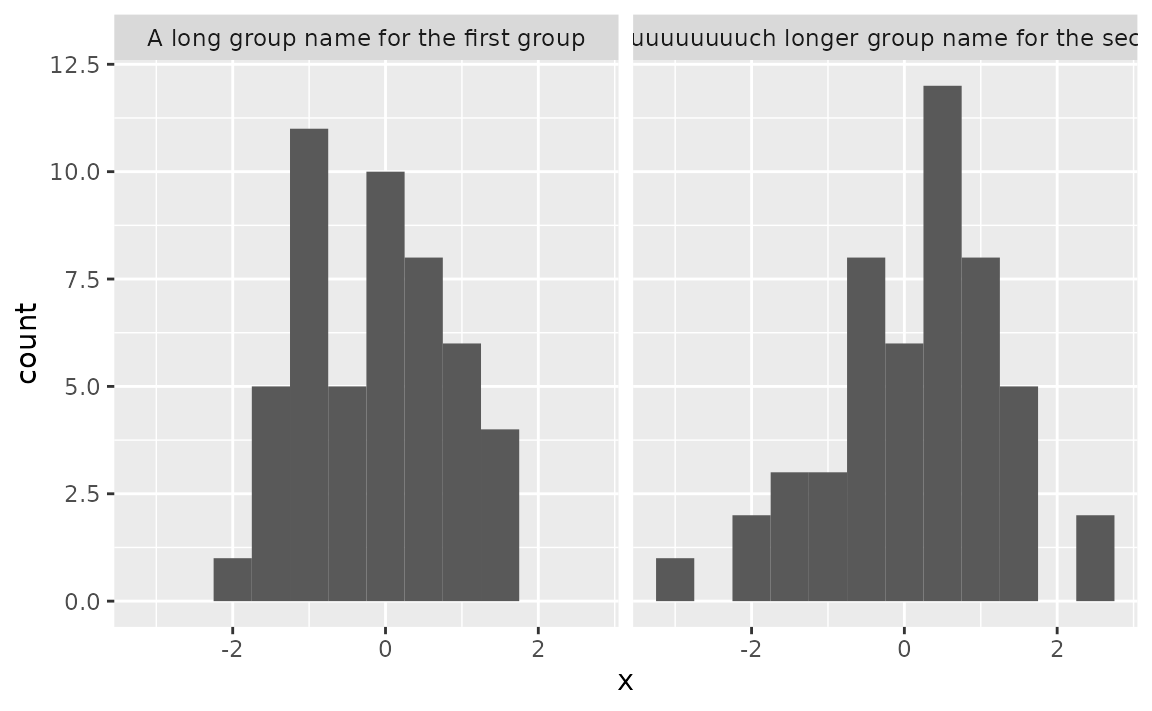 A long group name for the first group
uuuuuuuuch longer group name for the sec
12.5
10.0
7.5
5.0
2.5
0.0
count
-2 0 2
-2 0 2
x